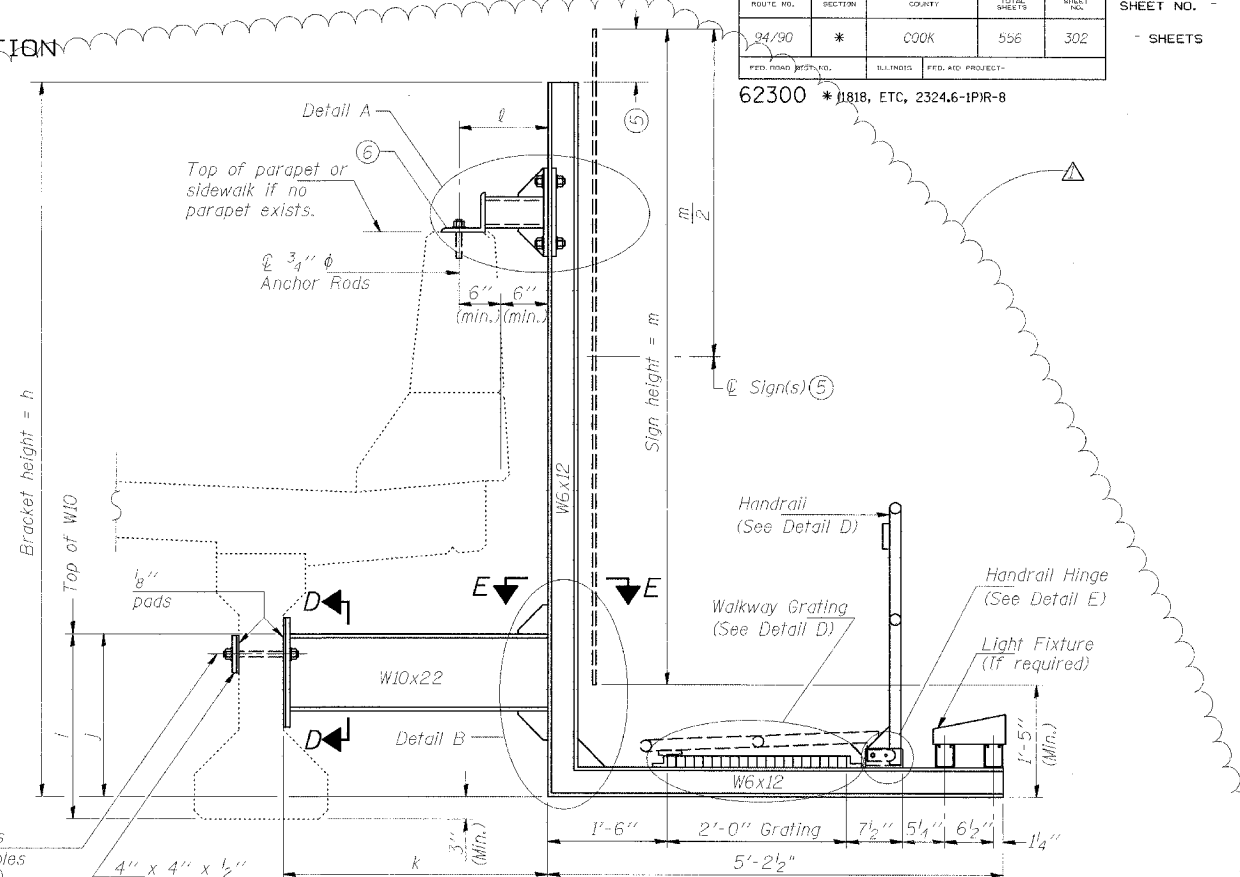 TION
ROUTE NO. SECTION COUNTY TOTAL SHEETS SHEET NO.
SHEET NO. -
94/90 * COOK 556 302
- SHEETS
FED. ROAD DIST. NO. ILLINOIS FED. AID PROJECT-
62300 * (1818, ETC, 2324.6-1P)R-8
Detail A
ℓ
5
6
1
Top of parapet or
sidewalk if no
parapet exists.
m/2
℄ 3/4" ϕ
Anchor Rods
6" 6"
(min.) (min.)
Sign height = m
℄ Sign(s) 5
Bracket height = h
W6x12
Top of W10
Handrail
(See Detail D)
1/8"
pads
D
E E
Handrail Hinge
(See Detail E)
Walkway Grating
(See Detail D)
Light Fixture
(If required)
W10x22
i
j
D
Detail B
1'-5"
(Min.)
W6x12
3"
(Min.)
1'-6" 2'-0" Grating 7 1/2" 5 1/4" 6 1/2" 1 1/4"
4" x 4" x 1/2"
k
5'-2 1/2"